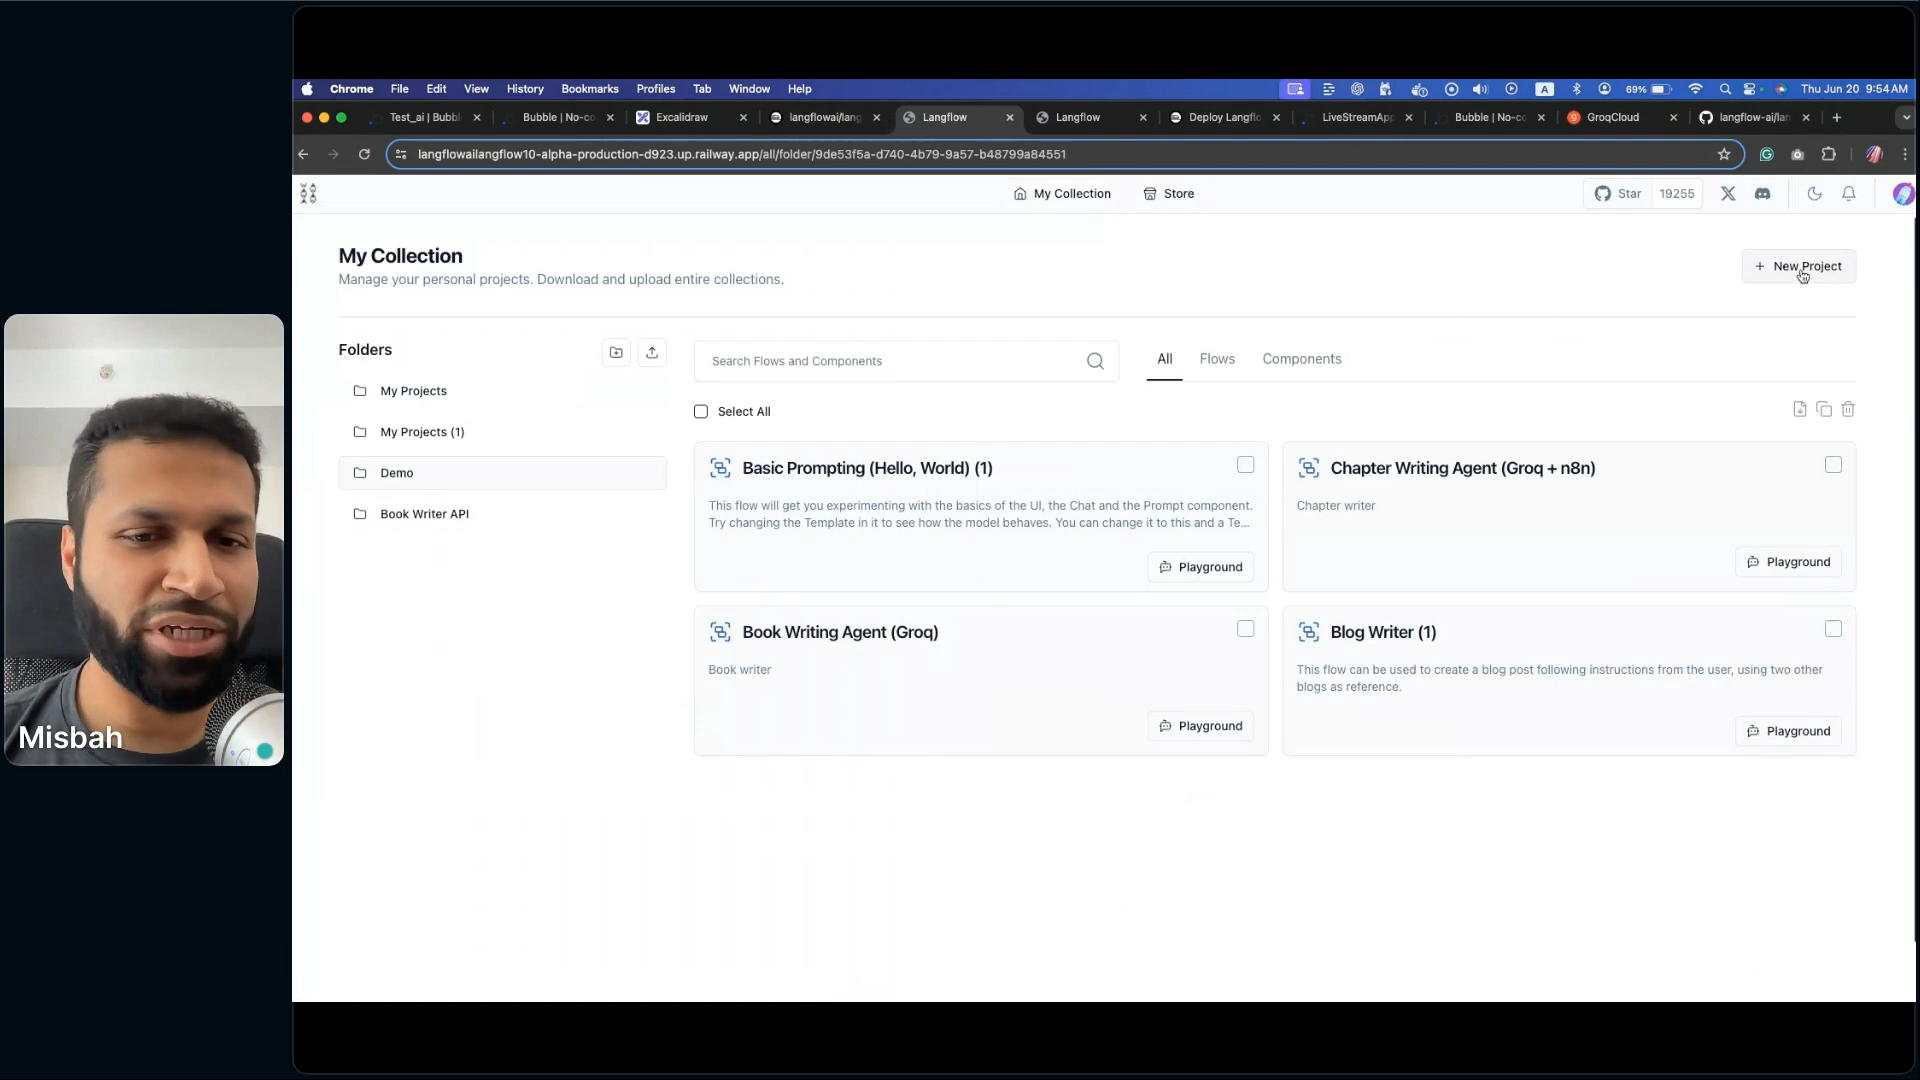 Chrome File Edit View History Bookmarks Profiles Tab Window Help
A 69% Thu Jun 20 9:54 AM
Test_ai | Bubbl
Bubble | No-co
Excalidraw
langflowai/lang
Langflow
Langflow
Deploy Langflo
LiveStreamApp
Bubble | No-co
GroqCloud
langflow-ai/lan
langflowailangflow10-alpha-production-d923.up.railway.app/all/folder/9de53f5a-d740-4b79-9a57-b48799a84551
My Collection Store
Star 19255
My Collection
Manage your personal projects. Download and upload entire collections.
+ New Project
Folders
My Projects
My Projects (1)
Demo
Book Writer API
Search Flows and Components
All Flows Components
Select All
Basic Prompting (Hello, World) (1)
This flow will get you experimenting with the basics of the UI, the Chat and the Prompt component.
Try changing the Template in it to see how the model behaves. You can change it to this and a Te...
Playground
Chapter Writing Agent (Groq + n8n)
Chapter writer
Playground
Book Writing Agent (Groq)
Book writer
Playground
Blog Writer (1)
This flow can be used to create a blog post following instructions from the user, using two other
blogs as reference.
Playground
Misbah